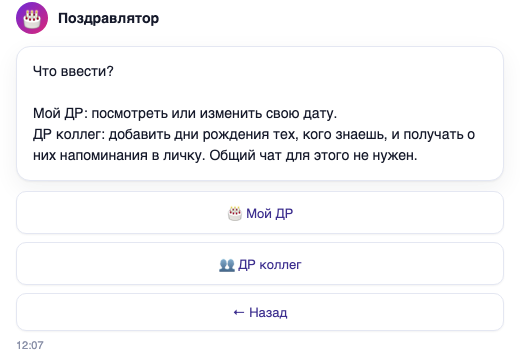 Поздравлятор
Что ввести?
Мой ДР: посмотреть или изменить свою дату.
ДР коллег: добавить дни рождения тех, кого знаешь, и получать о
них напоминания в личку. Общий чат для этого не нужен.
🎂 Мой ДР
👥 ДР коллег
← Назад
12:07